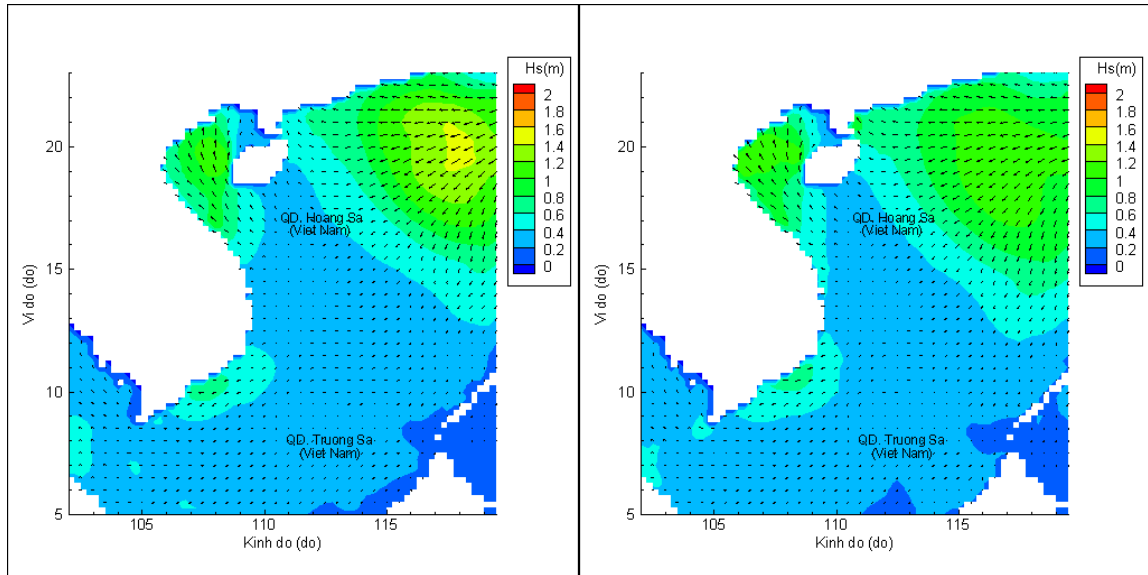 Hs(m)
2
1.8
1.6
1.4
1.2
1
0.8
0.6
0.4
0.2
0
20
15
10
5
Vi do (do)
QD. Hoang Sa
(Viet Nam)
QD. Truong Sa
(Viet Nam)
105
110
115
Kinh do (do)
Hs(m)
2
1.8
1.6
1.4
1.2
1
0.8
0.6
0.4
0.2
0
20
15
10
5
Vi do (do)
QD. Hoang Sa
(Viet Nam)
QD. Truong Sa
(Viet Nam)
105
110
115
Kinh do (do)